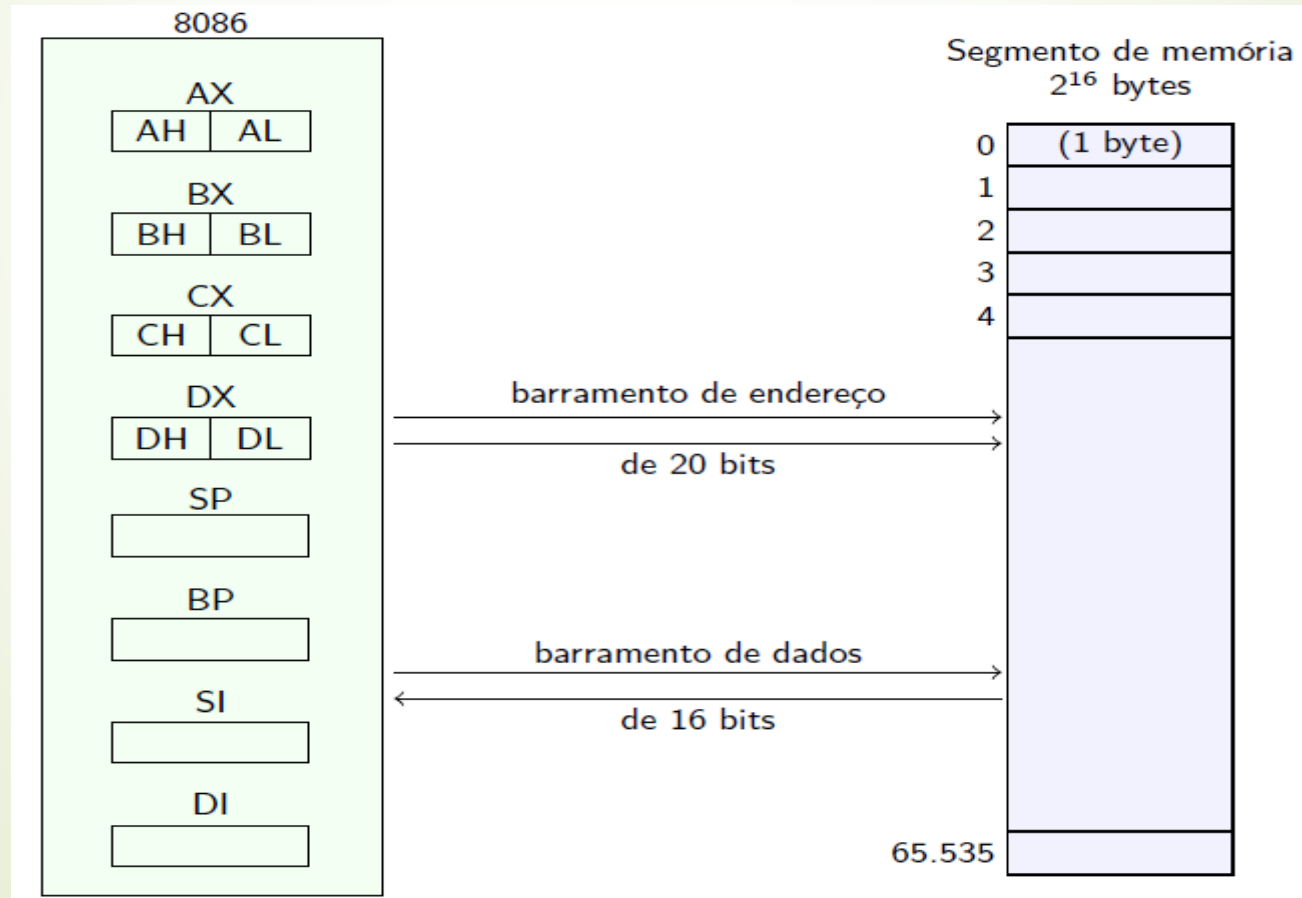 8086
AX
AH AL
BX
BH BL
CX
CH CL
DX
DH DL
SP
BP
SI
DI
barramento de endereço
de 20 bits
barramento de dados
de 16 bits
Segmento de memória
2¹⁶ bytes
0 (1 byte)
1
2
3
4
65.535